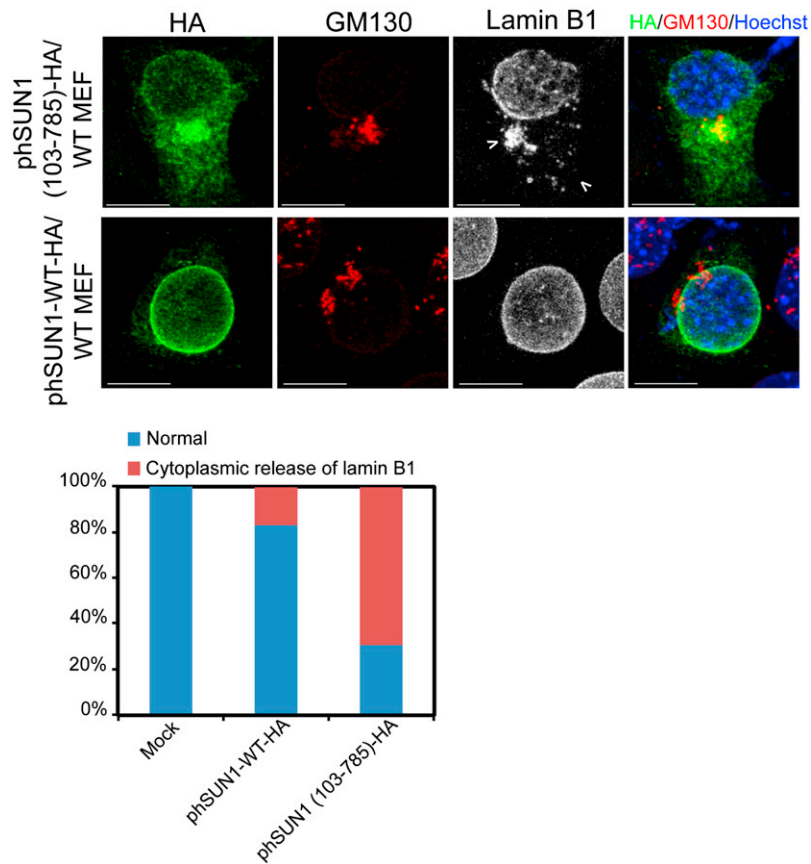 HA GM130 Lamin B1 HA/GM130/Hoechst
phSUN1
(103-785)-HA/
WT MEF
phSUN1-WT-HA/
WT MEF
Normal
Cytoplasmic release of lamin B1
100%
80%
60%
40%
20%
0%
Mock
phSUN1-WT-HA
phSUN1 (103-785)-HA